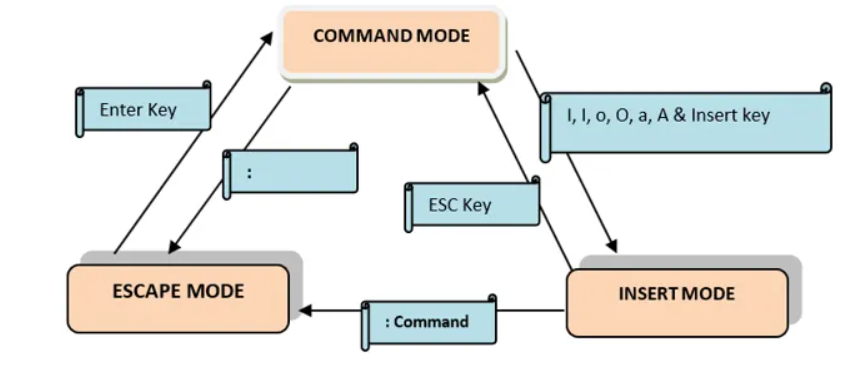 COMMAND MODE
Enter Key
I, I, o, O, a, A & Insert key
:
ESC Key
ESCAPE MODE
INSERT MODE
: Command